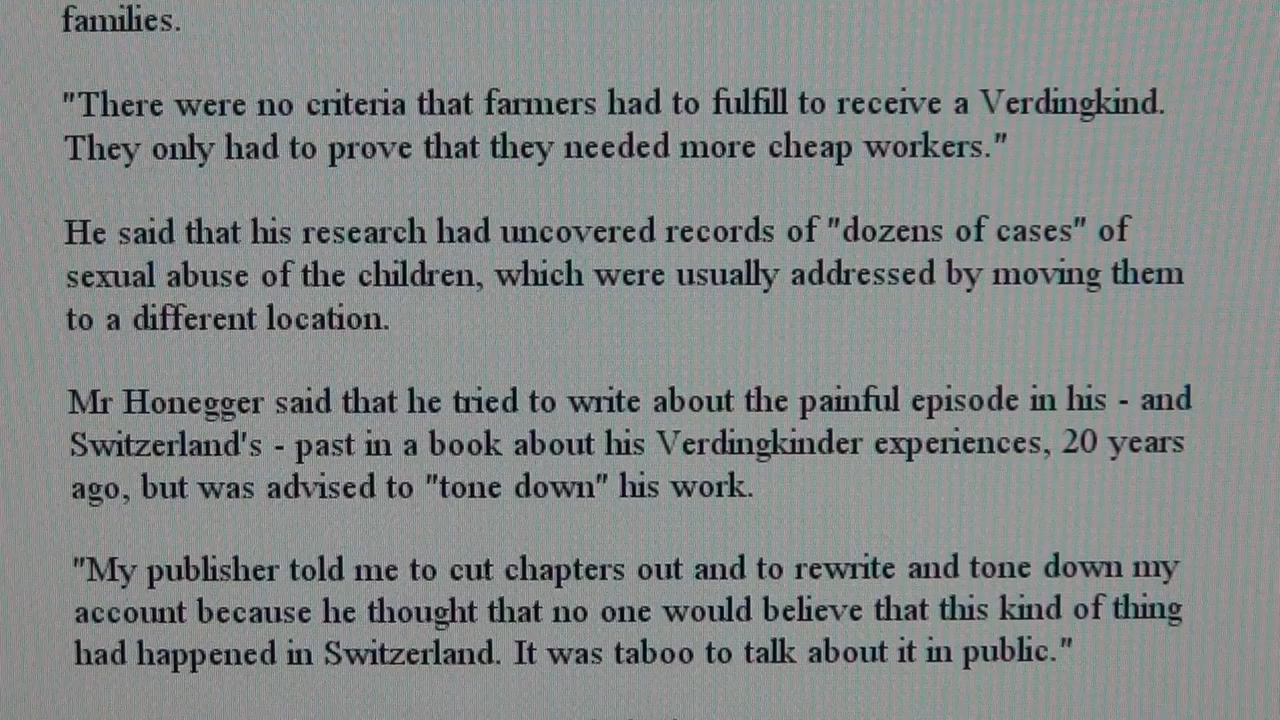 families.
"There were no criteria that farmers had to fulfill to receive a Verdingkind.
They only had to prove that they needed more cheap workers."
He said that his research had uncovered records of "dozens of cases" of
sexual abuse of the children, which were usually addressed by moving them
to a different location.
Mr Honegger said that he tried to write about the painful episode in his - and
Switzerland's - past in a book about his Verdingkinder experiences, 20 years
ago, but was advised to "tone down" his work.
"My publisher told me to cut chapters out and to rewrite and tone down my
account because he thought that no one would believe that this kind of thing
had happened in Switzerland. It was taboo to talk about it in public."